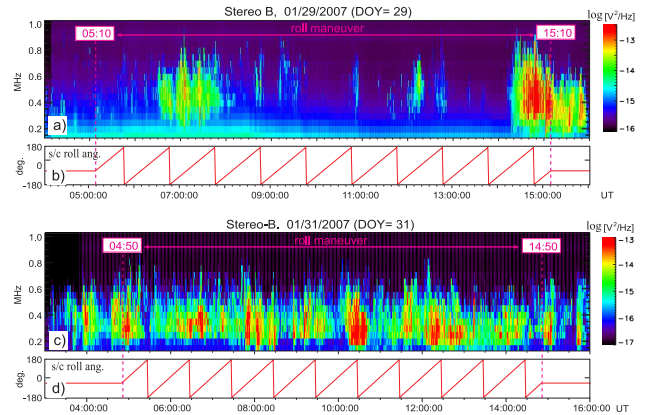 Stereo B, 01/29/2007 (DOY= 29)
log [V²/Hz]
05:10
roll maneuver
15:10
1.0
0.8
0.6
0.4
0.2
MHz
a)
-13
-14
-15
-16
s/c roll ang.
180
0
-180
deg.
b)
05:00:00 07:00:00 09:00:00 11:00:00 13:00:00 15:00:00 UT
Stereo-B. 01/31/2007 (DOY= 31)
log [V²/Hz]
04:50
roll maneuver
14:50
1.0
0.8
0.6
0.4
0.2
MHz
c)
-13
-14
-15
-16
-17
s/c roll ang.
180
0
-180
deg.
d)
04:00:00 06:00:00 08:00:00 10:00:00 12:00:00 14:00:00 16:00:00 UT